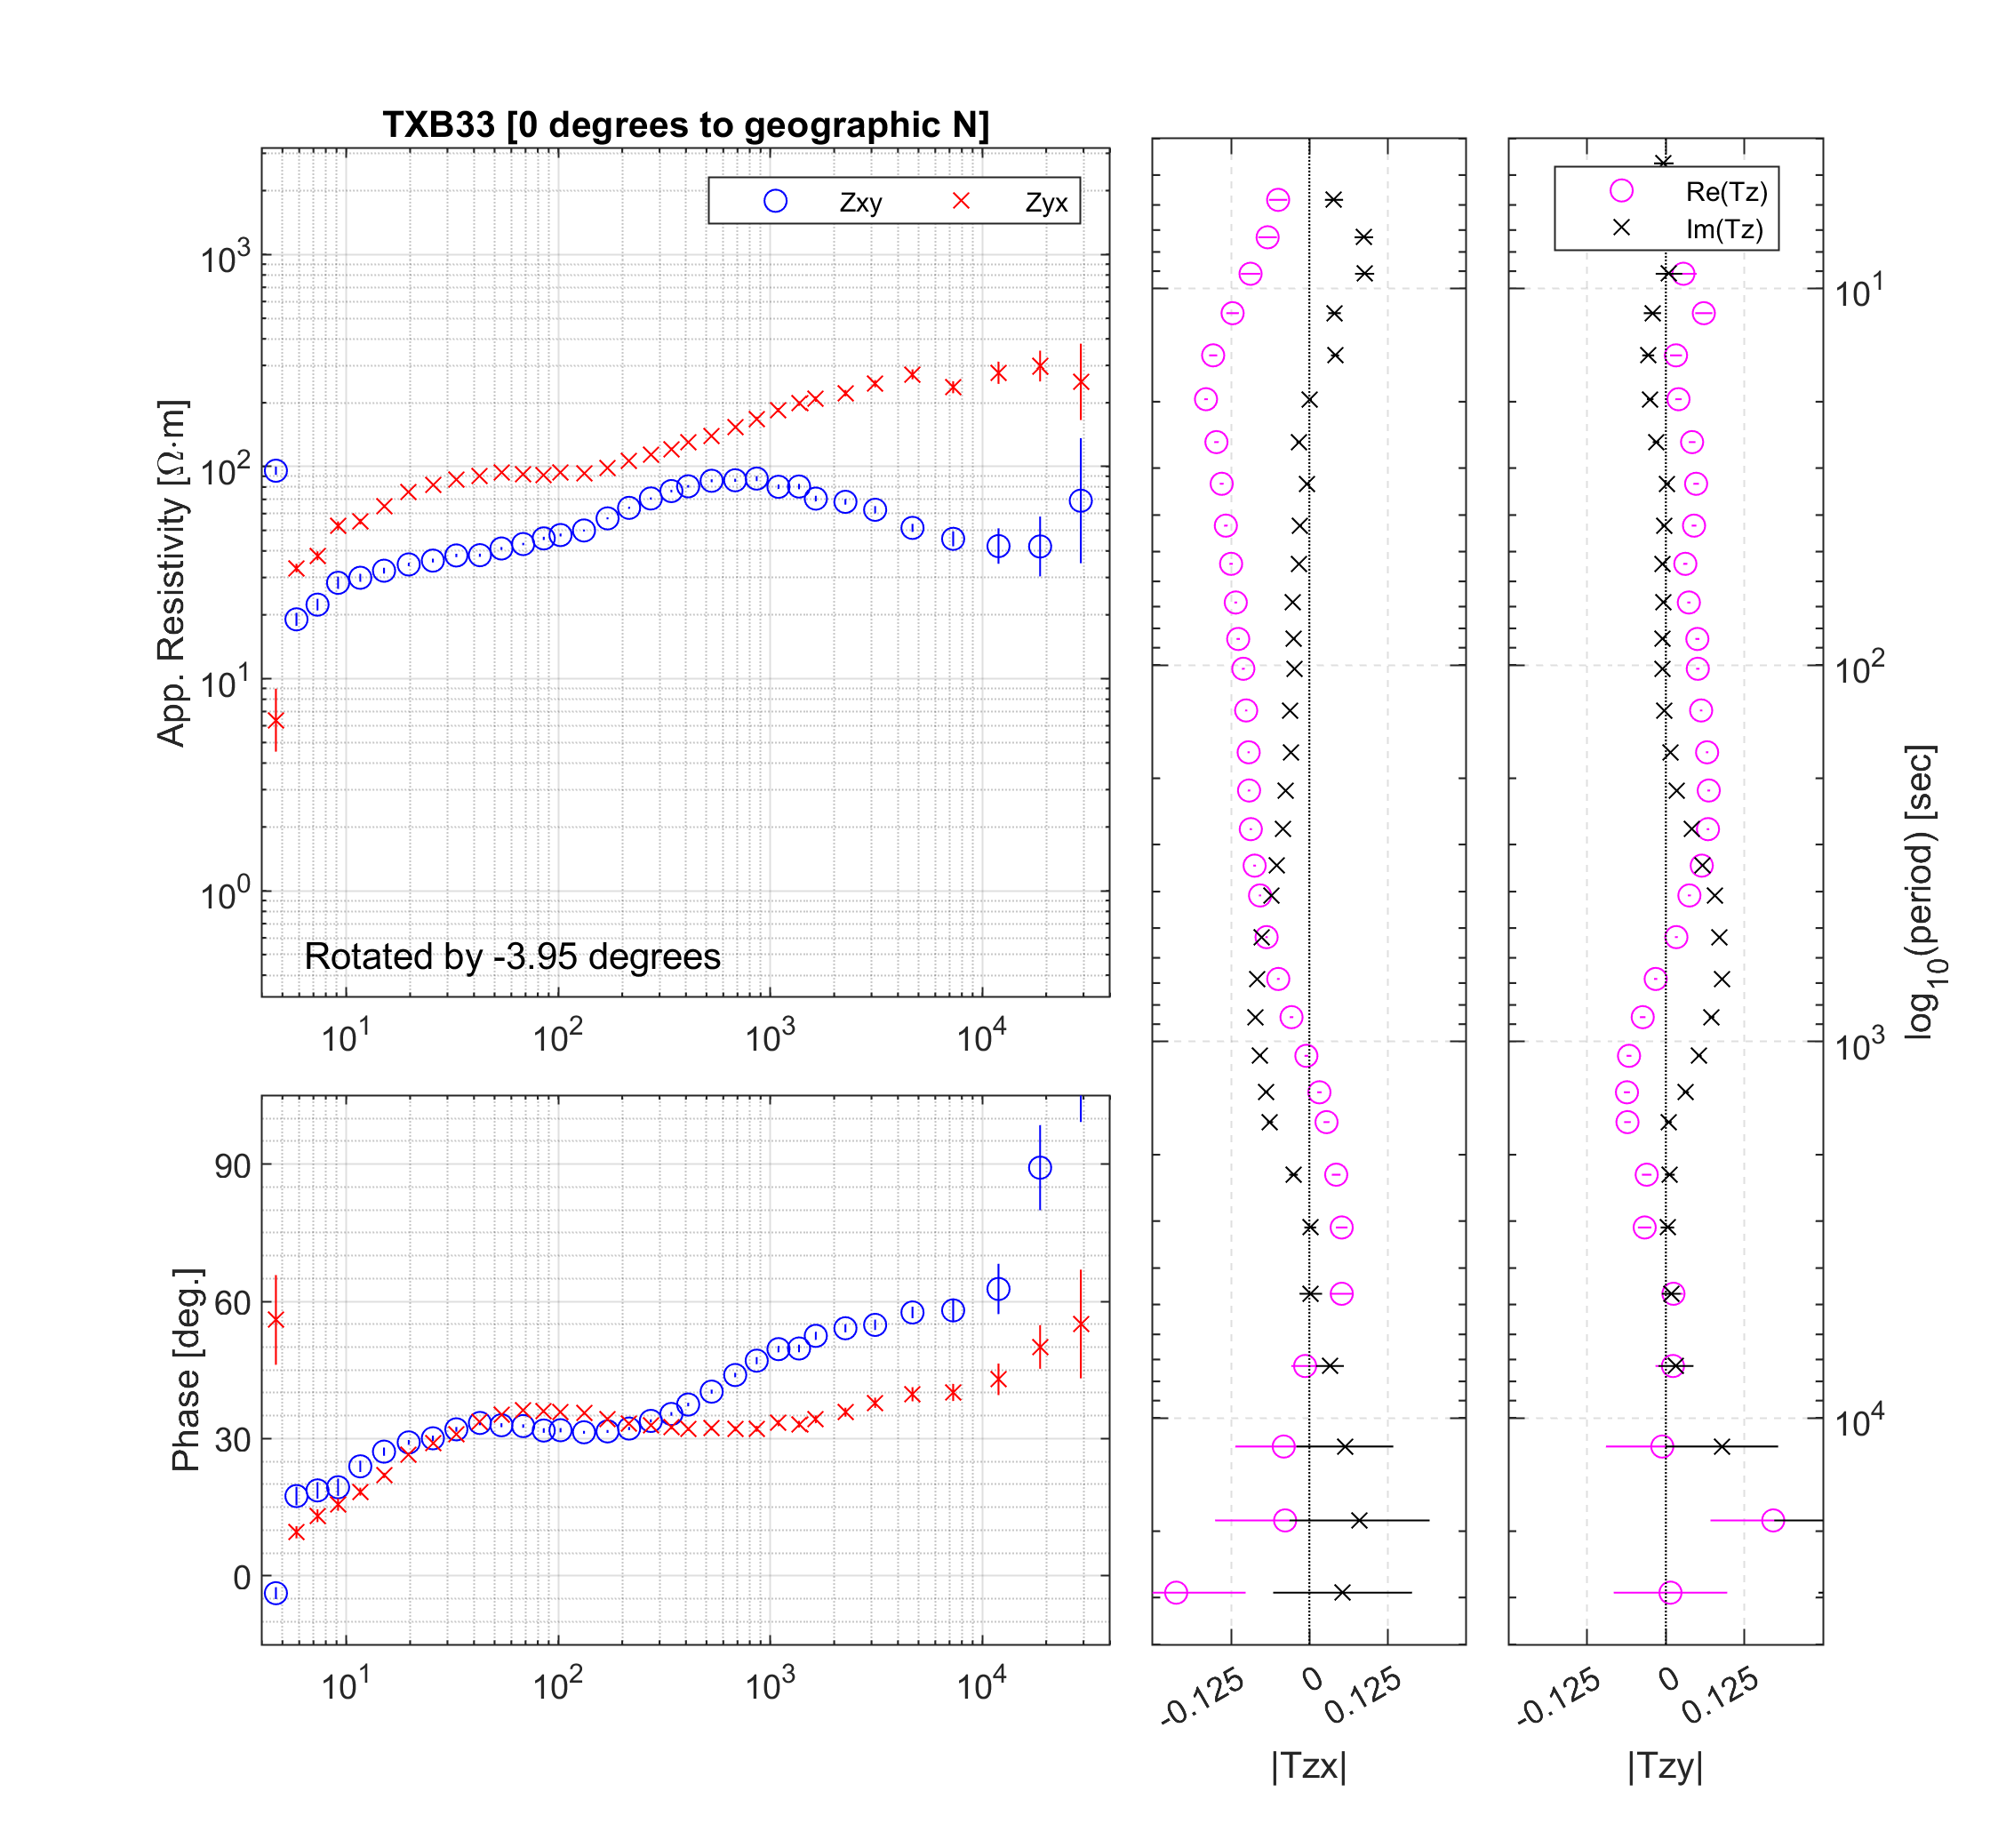 TXB33 [0 degrees to geographic N]
Zxy Zyx
App. Resistivity [Ω·m]
10^3
10^2
10^1
10^0
Rotated by -3.95 degrees
10^1 10^2 10^3 10^4
Phase [deg.]
90
60
30
0
10^1 10^2 10^3 10^4
-0.125 0 0.125
|Tzx|
Re(Tz)
Im(Tz)
-0.125 0 0.125
|Tzy|
10^1
10^2
10^3
10^4
log_10(period) [sec]